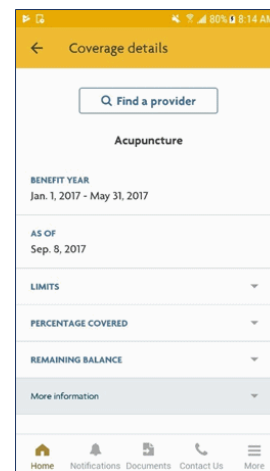 80% 8:14 AM
Coverage details
Find a provider
Acupuncture
BENEFIT YEAR
Jan. 1, 2017 - May 31, 2017
AS OF
Sep. 8, 2017
LIMITS
PERCENTAGE COVERED
REMAINING BALANCE
More information
Home Notifications Documents Contact Us More